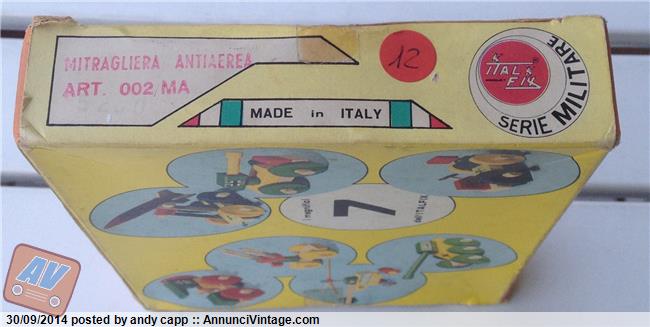 MITRAGLIERA ANTIAEREA
ART. 002/MA
12
MADE in ITALY
ITAL
FIX
SERIE MILITARE
7
AV
30/09/2014 posted by andy capp :: AnnunciVintage.com